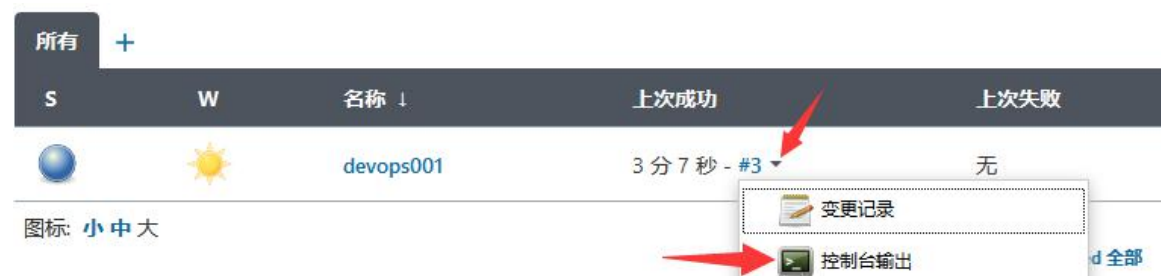 所有 +
S W 名称 ↓ 上次成功 上次失败
devops001 3 分 7 秒 - #3 无
变更记录
图标: 小 中 大
控制台输出 d 全部